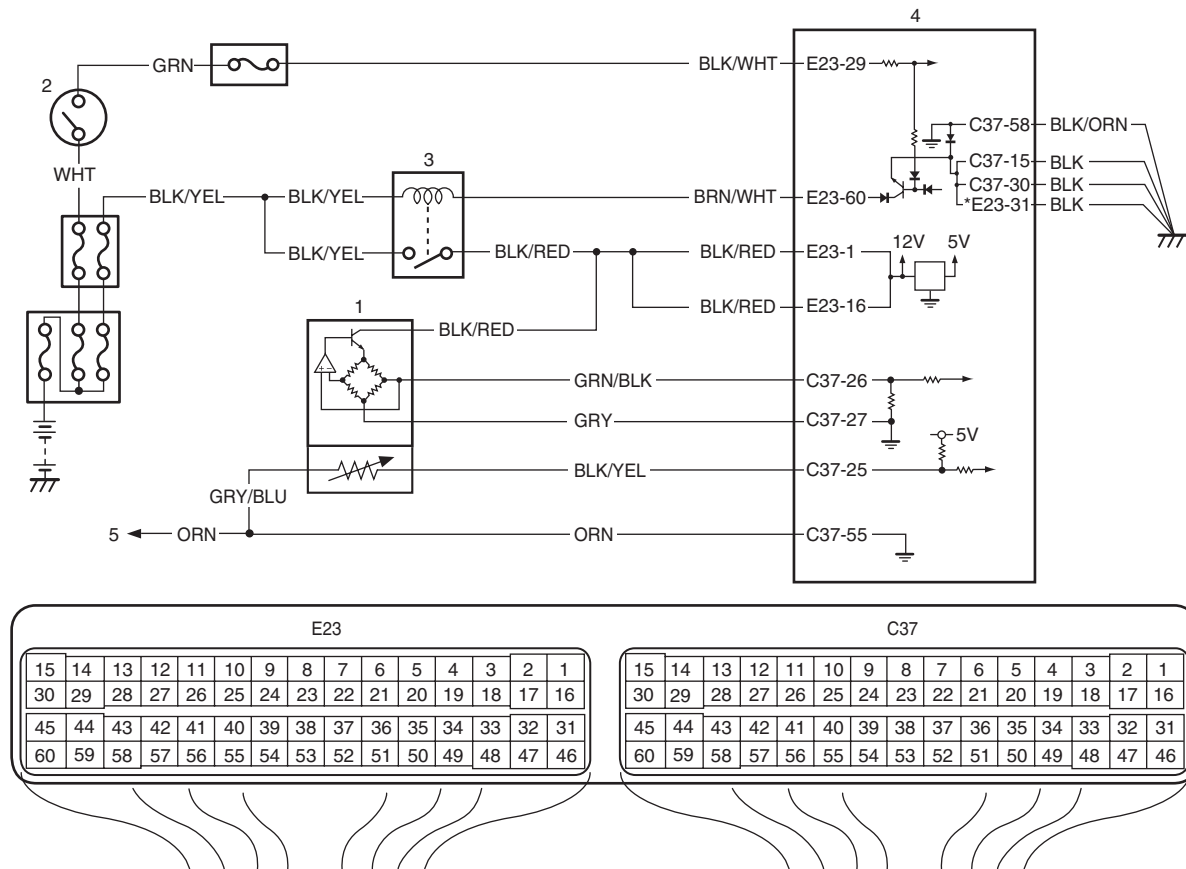 4
GRN
BLK/WHT
E23-29
2
C37-58
BLK/ORN
WHT
3
C37-15
BLK
BLK/YEL
BLK/YEL
BRN/WHT
E23-60
C37-30
BLK
*E23-31
BLK
BLK/YEL
BLK/RED
BLK/RED
E23-1
12V
5V
1
BLK/RED
BLK/RED
E23-16
+ -
GRN/BLK
C37-26
GRY
C37-27
5V
BLK/YEL
C37-25
GRY/BLU
5
ORN
ORN
C37-55
E23
15 14 13 12 11 10 9 8 7 6 5 4 3 2 1
30 29 28 27 26 25 24 23 22 21 20 19 18 17 16
45 44 43 42 41 40 39 38 37 36 35 34 33 32 31
60 59 58 57 56 55 54 53 52 51 50 49 48 47 46
C37
15 14 13 12 11 10 9 8 7 6 5 4 3 2 1
30 29 28 27 26 25 24 23 22 21 20 19 18 17 16
45 44 43 42 41 40 39 38 37 36 35 34 33 32 31
60 59 58 57 56 55 54 53 52 51 50 49 48 47 46